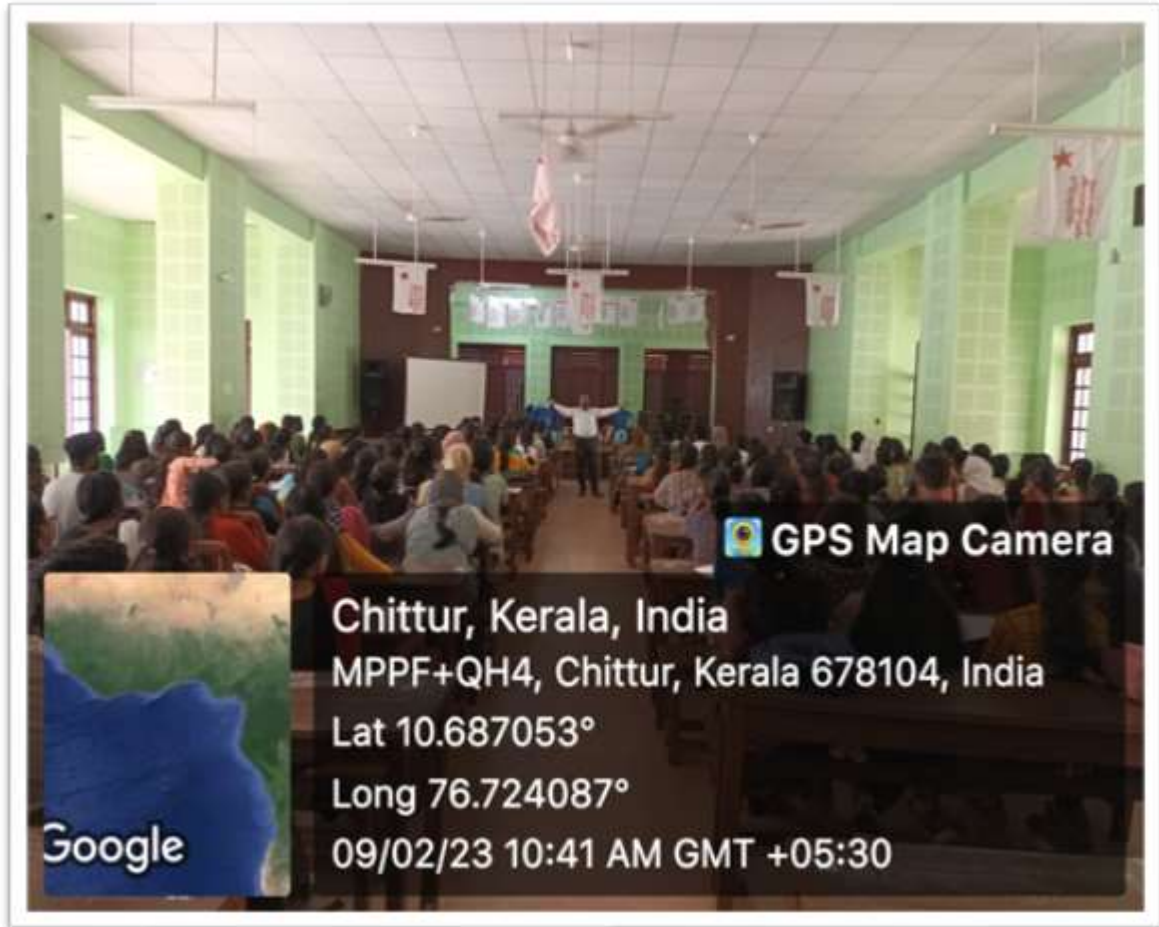 GPS Map Camera
Chittur, Kerala, India
MPPF+QH4, Chittur, Kerala 678104, India
Lat 10.687053°
Long 76.724087°
09/02/23 10:41 AM GMT +05:30
Google